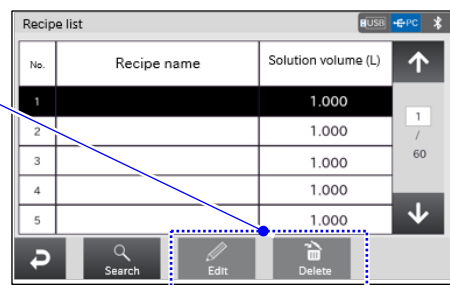 Recipe list USB PC
No. Recipe name Solution volume (L)
1 1.000
2 1.000
3 1.000
4 1.000
5 1.000
1
/
60
Search Edit Delete